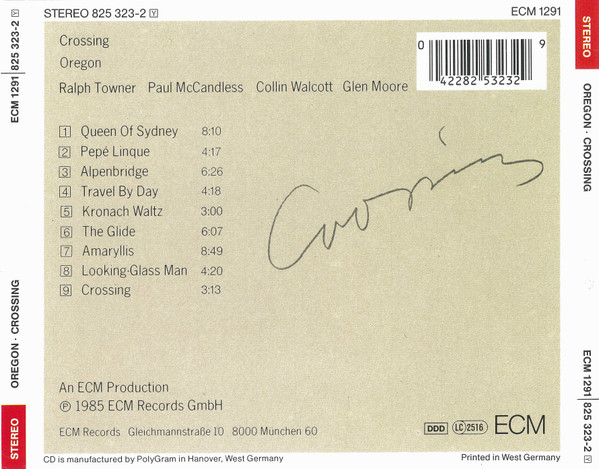 STEREO 825 323-2 Y
ECM 1291
Crossing
Oregon
Ralph Towner Paul McCandless Collin Walcott Glen Moore
0 42282 53232 9
1 Queen Of Sydney 8:10
2 Pepé Linque 4:17
3 Alpenbridge 6:26
4 Travel By Day 4:18
5 Kronach Waltz 3:00
6 The Glide 6:07
7 Amaryllis 8:49
8 Looking-Glass Man 4:20
9 Crossing 3:13
Crossing
An ECM Production
℗ 1985 ECM Records GmbH
ECM Records Gleichmannstraße 10 8000 München 60
DDD LC 2516 ECM
CD is manufactured by PolyGram in Hanover, West Germany
Printed in West Germany
STEREO OREGON · CROSSING ECM 1291 825 323-2 Y
STEREO OREGON · CROSSING ECM 1291 825 323-2 Y